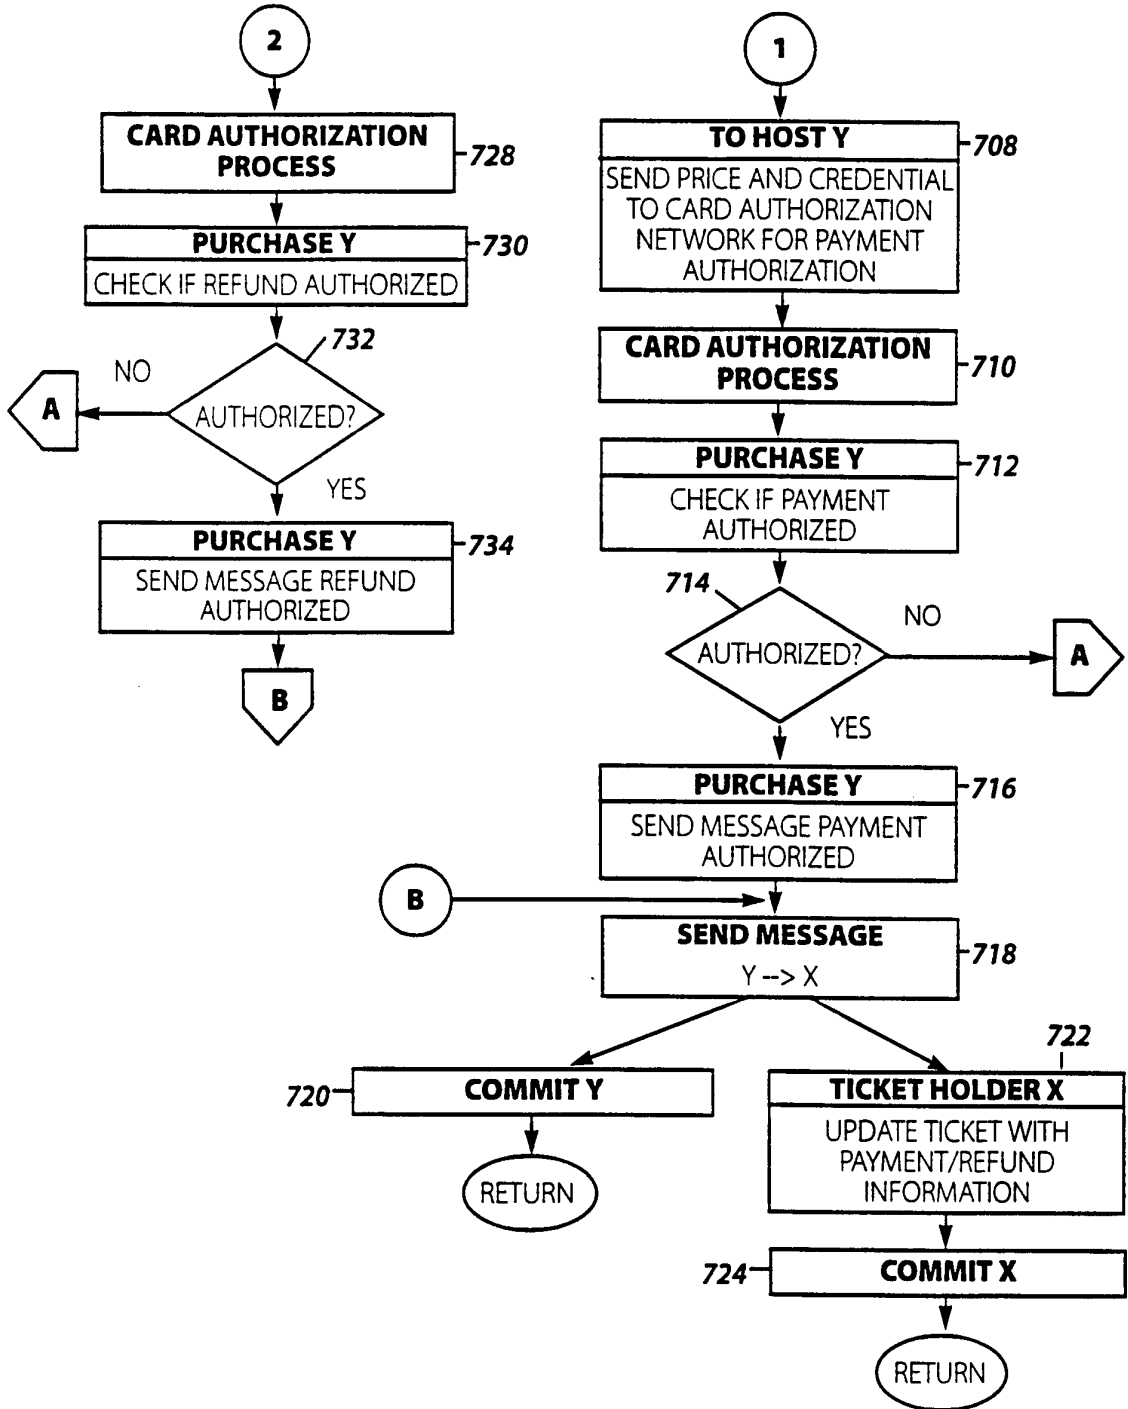 2
CARD AUTHORIZATION
PROCESS
728
PURCHASE Y
730
CHECK IF REFUND AUTHORIZED
732
NO
A
AUTHORIZED?
YES
PURCHASE Y
734
SEND MESSAGE REFUND
AUTHORIZED
B
1
TO HOST Y
708
SEND PRICE AND CREDENTIAL
TO CARD AUTHORIZATION
NETWORK FOR PAYMENT
AUTHORIZATION
CARD AUTHORIZATION
PROCESS
710
PURCHASE Y
712
CHECK IF PAYMENT
AUTHORIZED
714
NO
AUTHORIZED?
A
YES
PURCHASE Y
716
SEND MESSAGE PAYMENT
AUTHORIZED
B
SEND MESSAGE
718
Y --> X
720
COMMIT Y
RETURN
722
TICKET HOLDER X
UPDATE TICKET WITH
PAYMENT/REFUND
INFORMATION
724
COMMIT X
RETURN